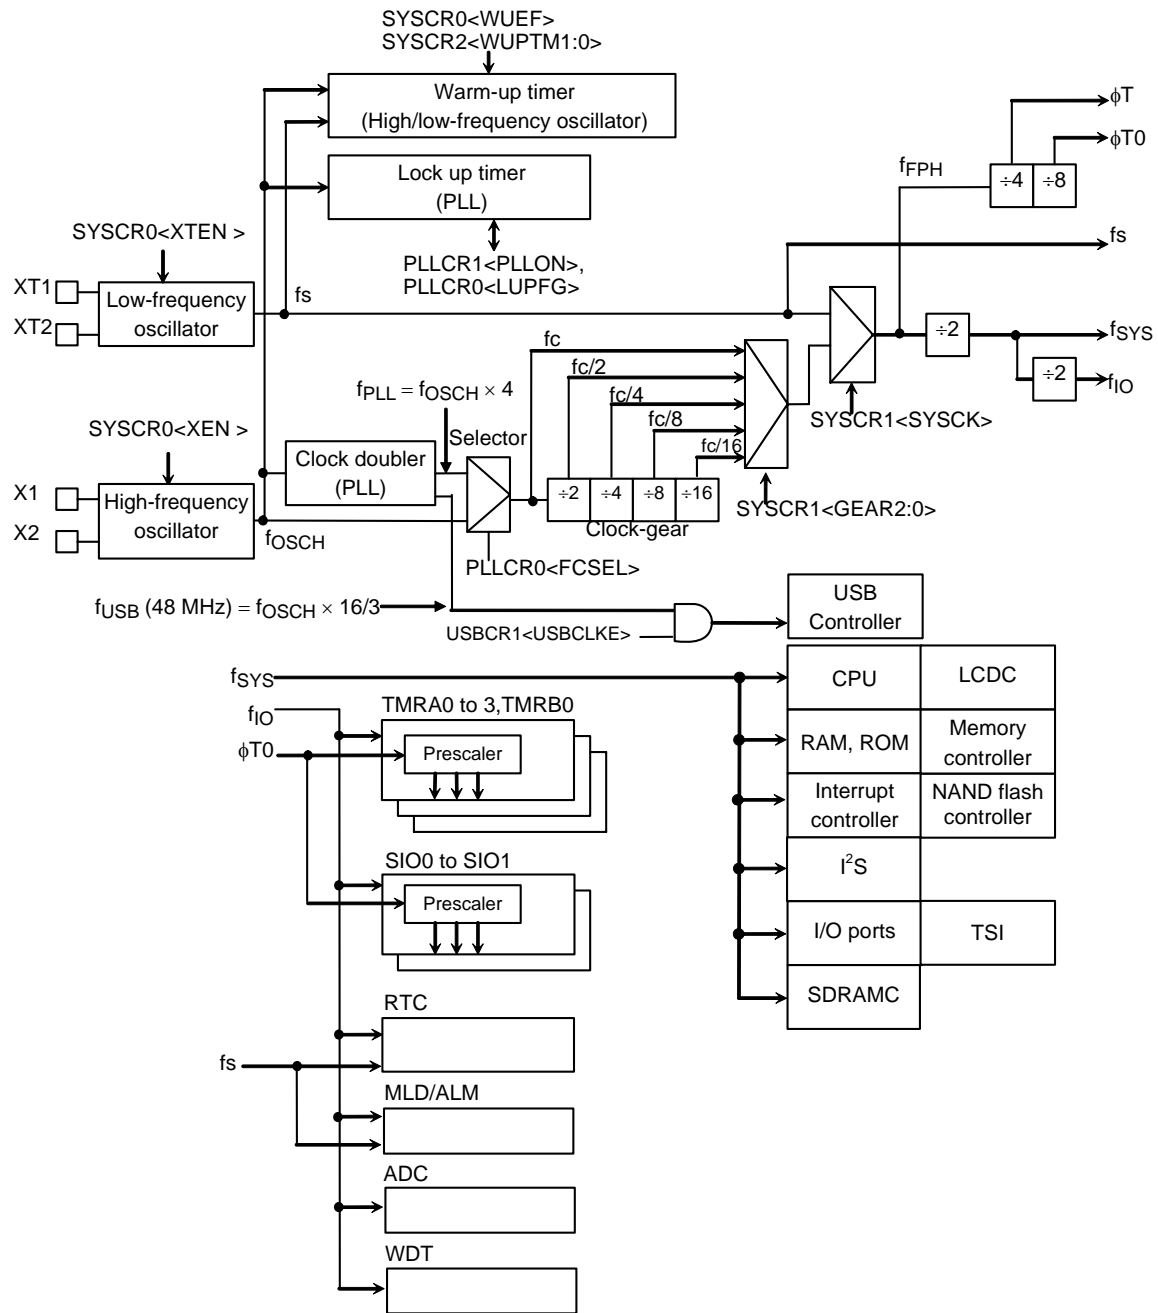 SYSCR0<WUEF>
SYSCR2<WUPTM1:0>
Warm-up timer
(High/low-frequency oscillator)
ϕT
ϕT0
Lock up timer
(PLL)
fFPH
÷4
÷8
SYSCR0<XTEN >
PLLCR1<PLLON>,
PLLCR0<LUPFG>
fs
XT1
XT2
Low-frequency
oscillator
fs
÷2
fSYS
÷2
fIO
fc
fc/2
fc/4
fc/8
fc/16
fPLL = fOSCH × 4
SYSCR1<SYSCK>
SYSCR0<XEN >
Selector
Clock doubler
(PLL)
X1
X2
High-frequency
oscillator
÷2
÷4
÷8
÷16
SYSCR1<GEAR2:0>
Clock-gear
fOSCH
PLLCR0<FCSEL>
fUSB (48 MHz) = fOSCH × 16/3
USBCR1<USBCLKE>
USB
Controller
fSYS
CPU
LCDC
fIO
TMRA0 to 3,TMRB0
ϕT0
Prescaler
RAM, ROM
Memory
controller
Interrupt
controller
NAND flash
controller
SIO0 to SIO1
Prescaler
I²S
I/O ports
TSI
SDRAMC
RTC
fs
MLD/ALM
ADC
WDT